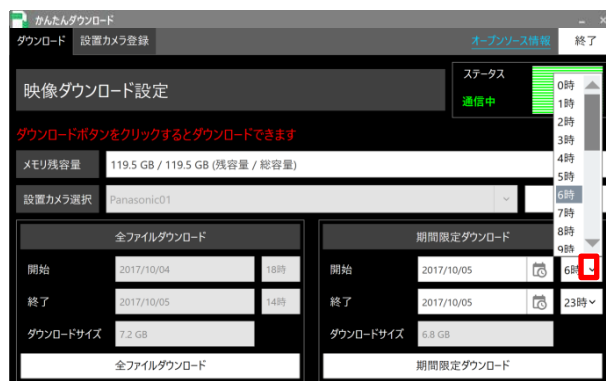 かんたんダウンロード
ダウンロード 設置カメラ登録 オープンソース情報 終了
ステータス
通信中
映像ダウンロード設定
ダウンロードボタンをクリックするとダウンロードできます
メモリ残容量 119.5 GB / 119.5 GB (残容量 / 総容量)
設置カメラ選択 Panasonic01
0時
1時
2時
3時
4時
5時
6時
7時
8時
9時
全ファイルダウンロード
開始 2017/10/04 18時
終了 2017/10/05 14時
ダウンロードサイズ 7.2 GB
全ファイルダウンロード
期間限定ダウンロード
開始 2017/10/05 6時
終了 2017/10/05 23時
ダウンロードサイズ 6.8 GB
期間限定ダウンロード